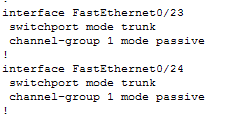 !
interface FastEthernet0/23
switchport mode trunk
channel-group 1 mode passive
!
interface FastEthernet0/24
switchport mode trunk
channel-group 1 mode passive
!